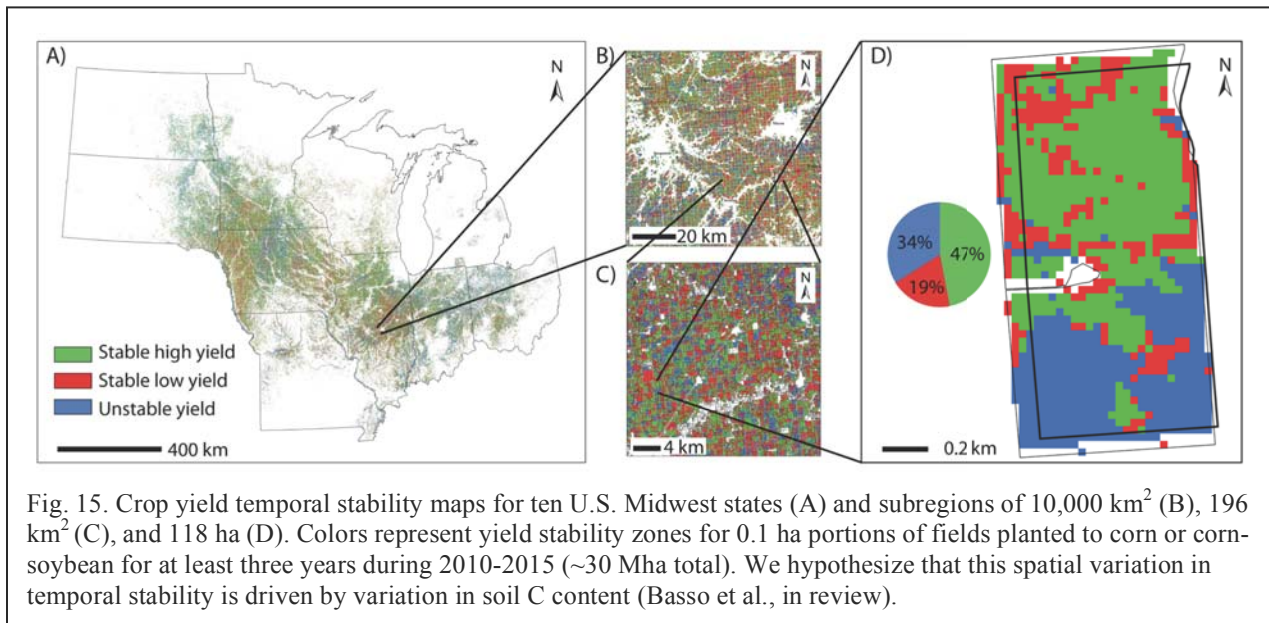 A)
N
Stable high yield
Stable low yield
Unstable yield
400 km
B)
N
20 km
C)
N
4 km
D)
N
34%
47%
19%
0.2 km
Fig. 15. Crop yield temporal stability maps for ten U.S. Midwest states (A) and subregions of 10,000 km² (B), 196
km² (C), and 118 ha (D). Colors represent yield stability zones for 0.1 ha portions of fields planted to corn or corn-
soybean for at least three years during 2010-2015 (~30 Mha total). We hypothesize that this spatial variation in
temporal stability is driven by variation in soil C content (Basso et al., in review).